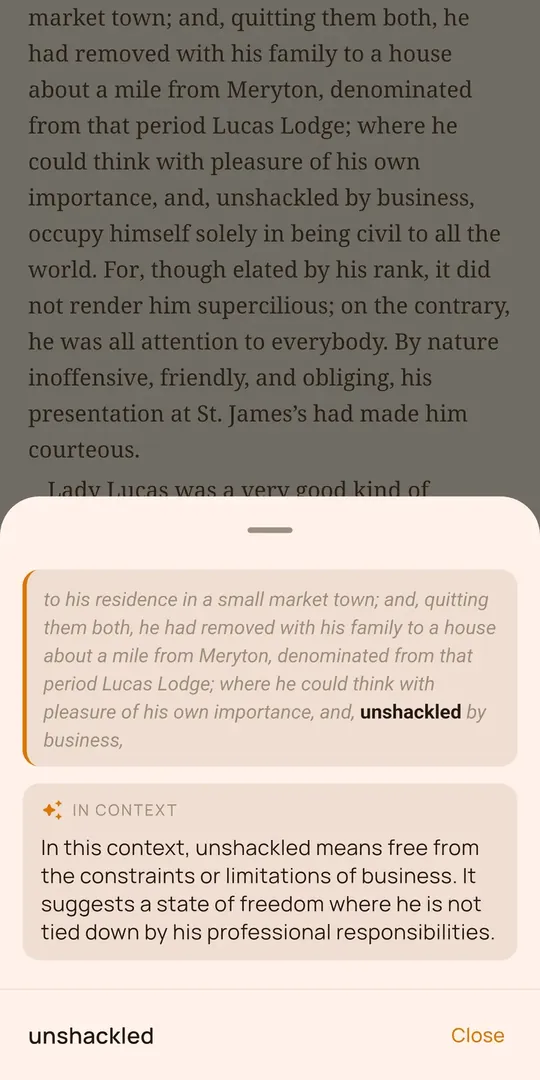 market town; and, quitting them both, he
had removed with his family to a house
about a mile from Meryton, denominated
from that period Lucas Lodge; where he
could think with pleasure of his own
importance, and, unshackled by business,
occupy himself solely in being civil to all the
world. For, though elated by his rank, it did
not render him supercilious; on the contrary,
he was all attention to everybody. By nature
inoffensive, friendly, and obliging, his
presentation at St. James’s had made him
courteous.
Lady Lucas was a very good kind of
to his residence in a small market town; and, quitting
them both, he had removed with his family to a house
about a mile from Meryton, denominated from that
period Lucas Lodge; where he could think with
pleasure of his own importance, and, unshackled by
business,
IN CONTEXT
In this context, unshackled means free from
the constraints or limitations of business. It
suggests a state of freedom where he is not
tied down by his professional responsibilities.
unshackled
Close